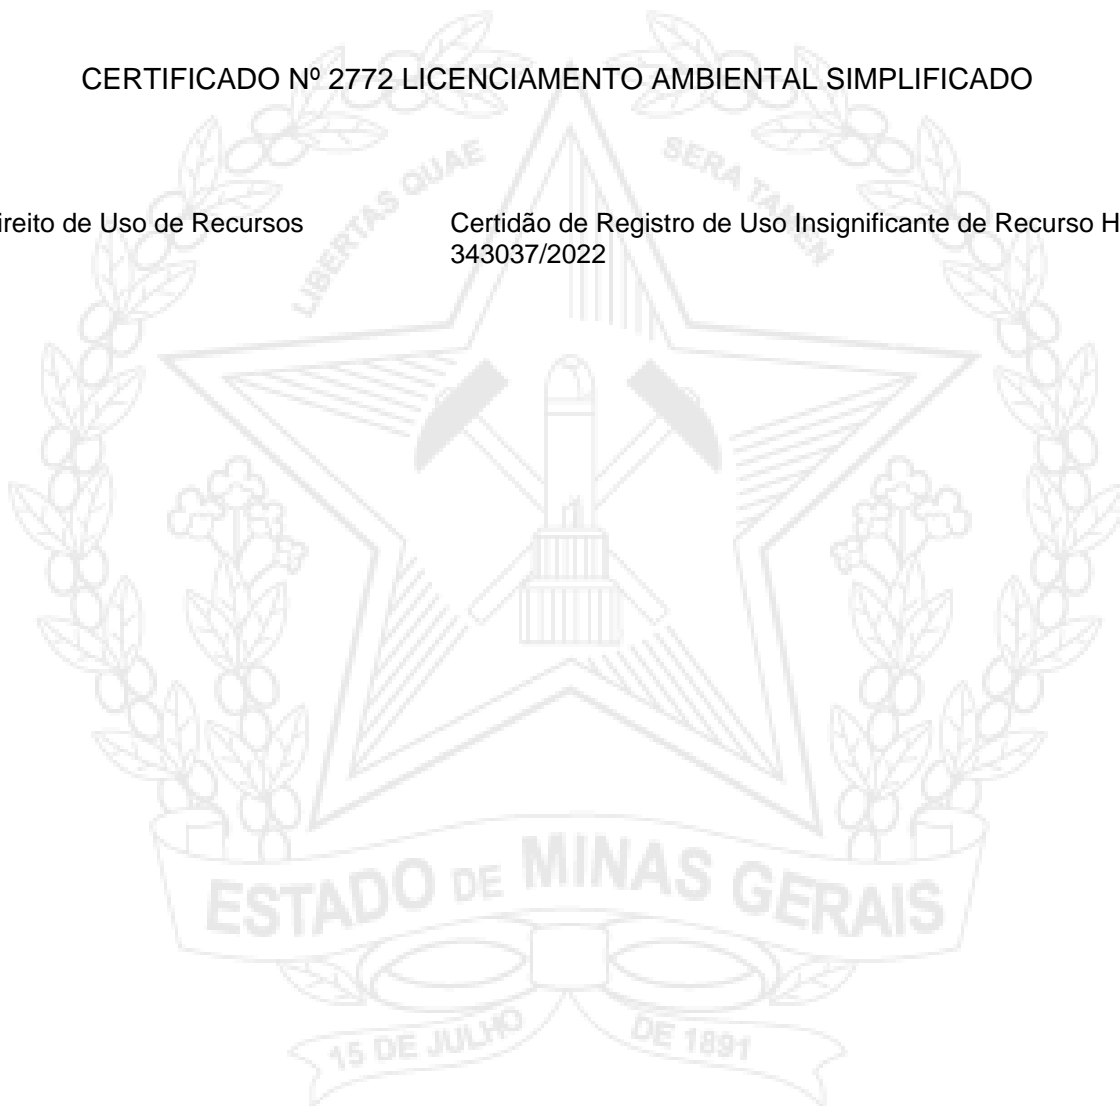 CERTIFICADO Nº 2772 LICENCIAMENTO AMBIENTAL SIMPLIFICADO
LIBERTAS QUAE SERA TAMEN
ireito de Uso de Recursos
Certidão de Registro de Uso Insignificante de Recurso H
343037/2022
ESTADO DE MINAS GERAIS
15 DE JULHO DE 1891